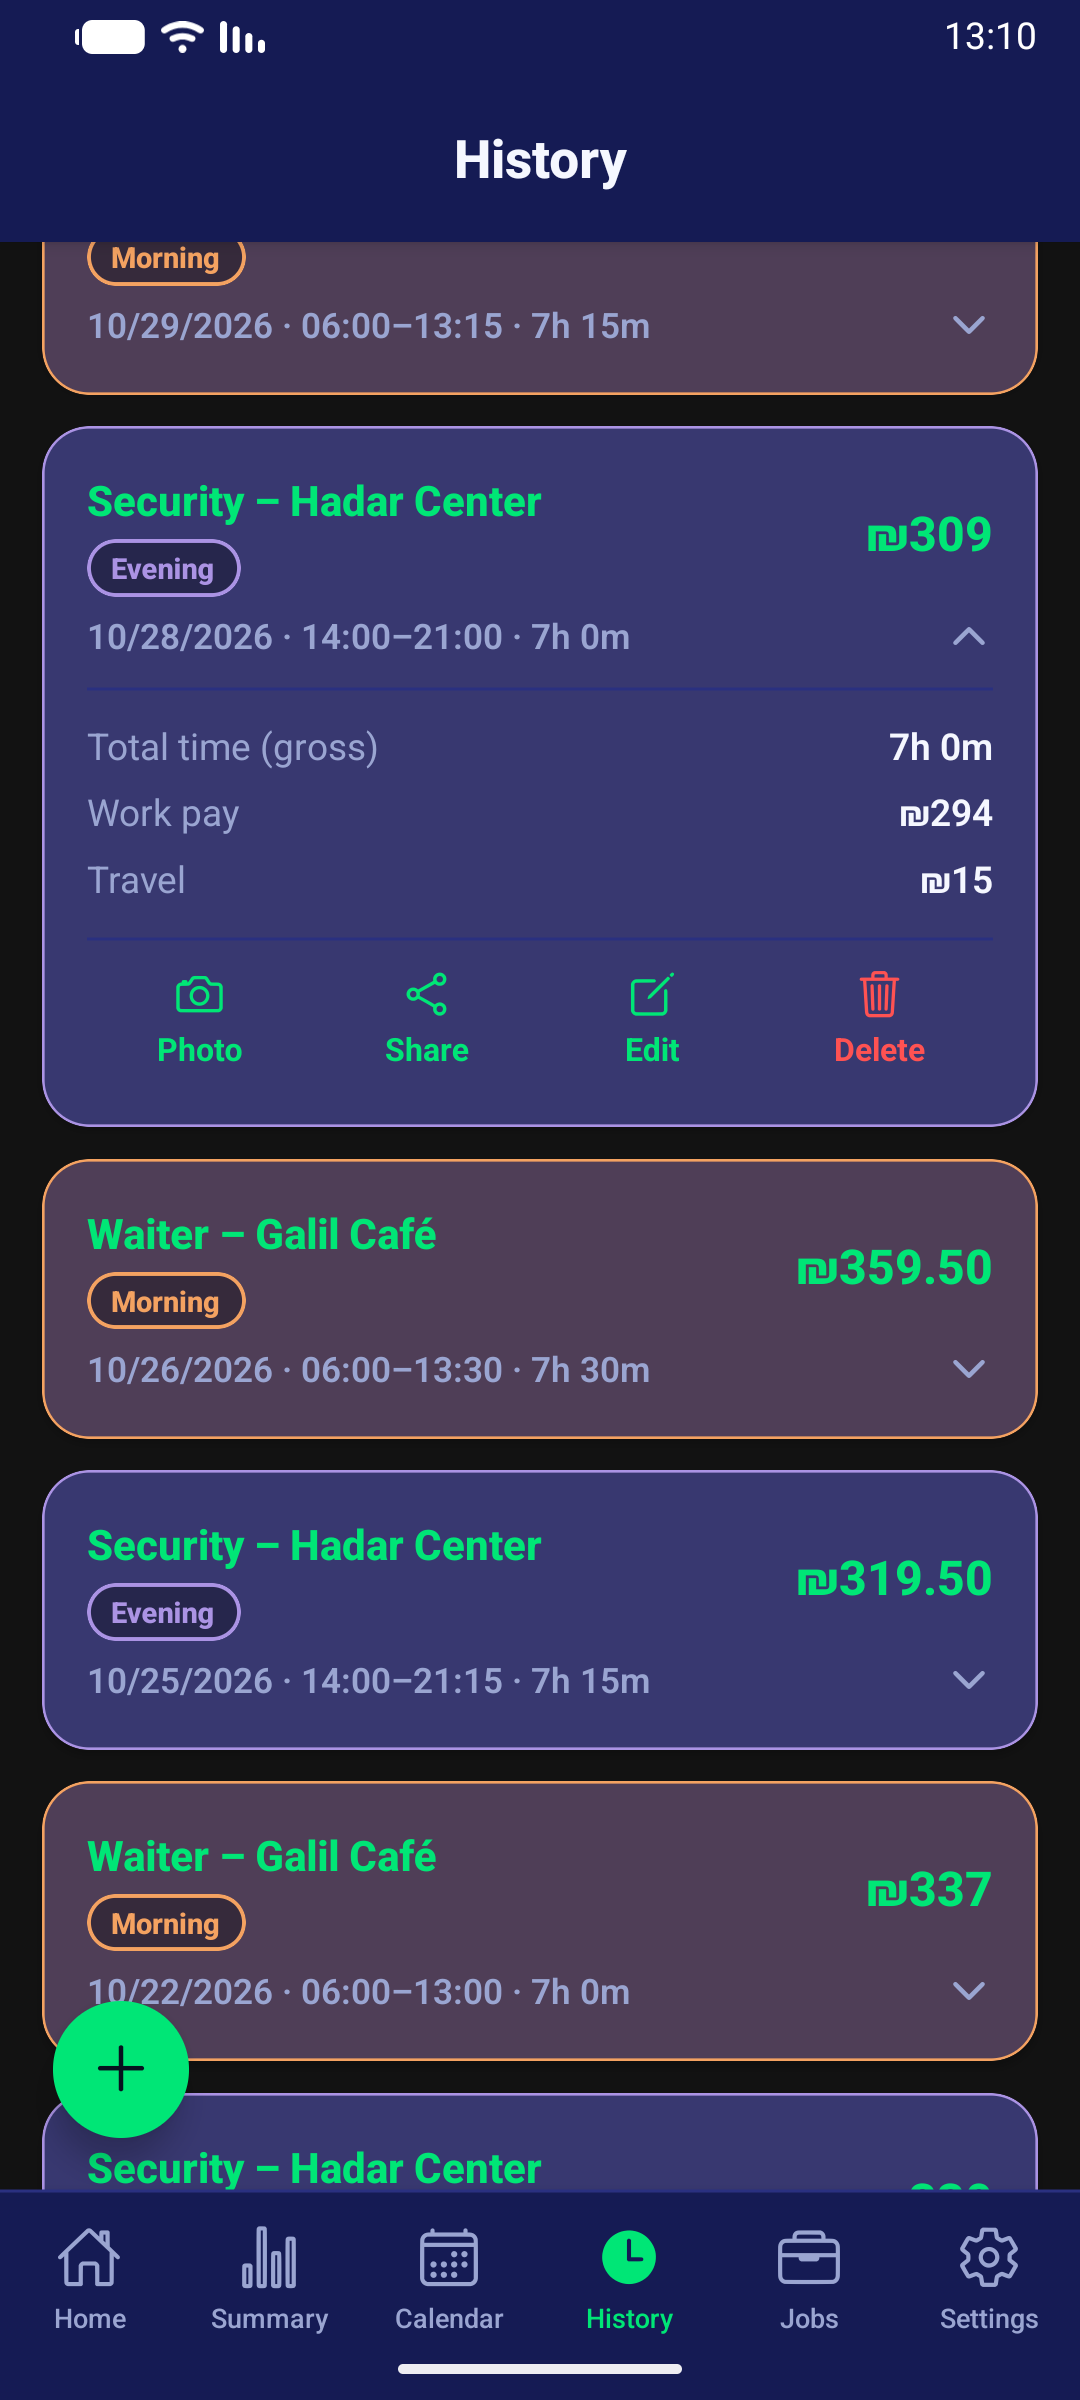 13:10
History
Morning
10/29/2026 · 06:00–13:15 · 7h 15m
Security – Hadar Center
₪309
Evening
10/28/2026 · 14:00–21:00 · 7h 0m
Total time (gross) 7h 0m
Work pay ₪294
Travel ₪15
Photo Share Edit Delete
Waiter – Galil Café
₪359.50
Morning
10/26/2026 · 06:00–13:30 · 7h 30m
Security – Hadar Center
₪319.50
Evening
10/25/2026 · 14:00–21:15 · 7h 15m
Waiter – Galil Café
₪337
Morning
10/22/2026 · 06:00–13:00 · 7h 0m
Security – Hadar Center
Home Summary Calendar History Jobs Settings